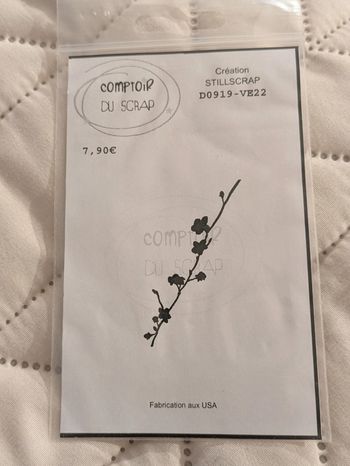 COMPTOIR
DU SCRAP
Création
STILLSCRAP
D0919-VE22
7,90€
COMPTOIR
DU SCRAP
Fabrication aux USA